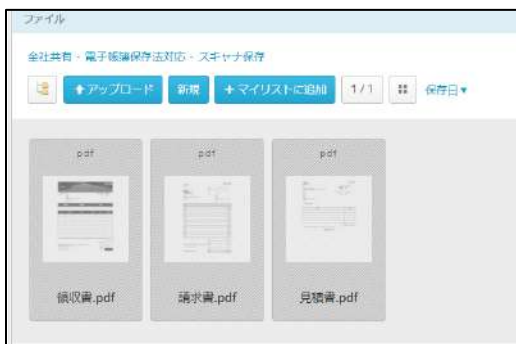 ファイル
全社共有・電子帳簿保存法対応・スキャナ保存
アップロード 新規 +マイリストに追加 1/1 保存日▼
pdf pdf pdf
領収書.pdf 請求書.pdf 見積書.pdf